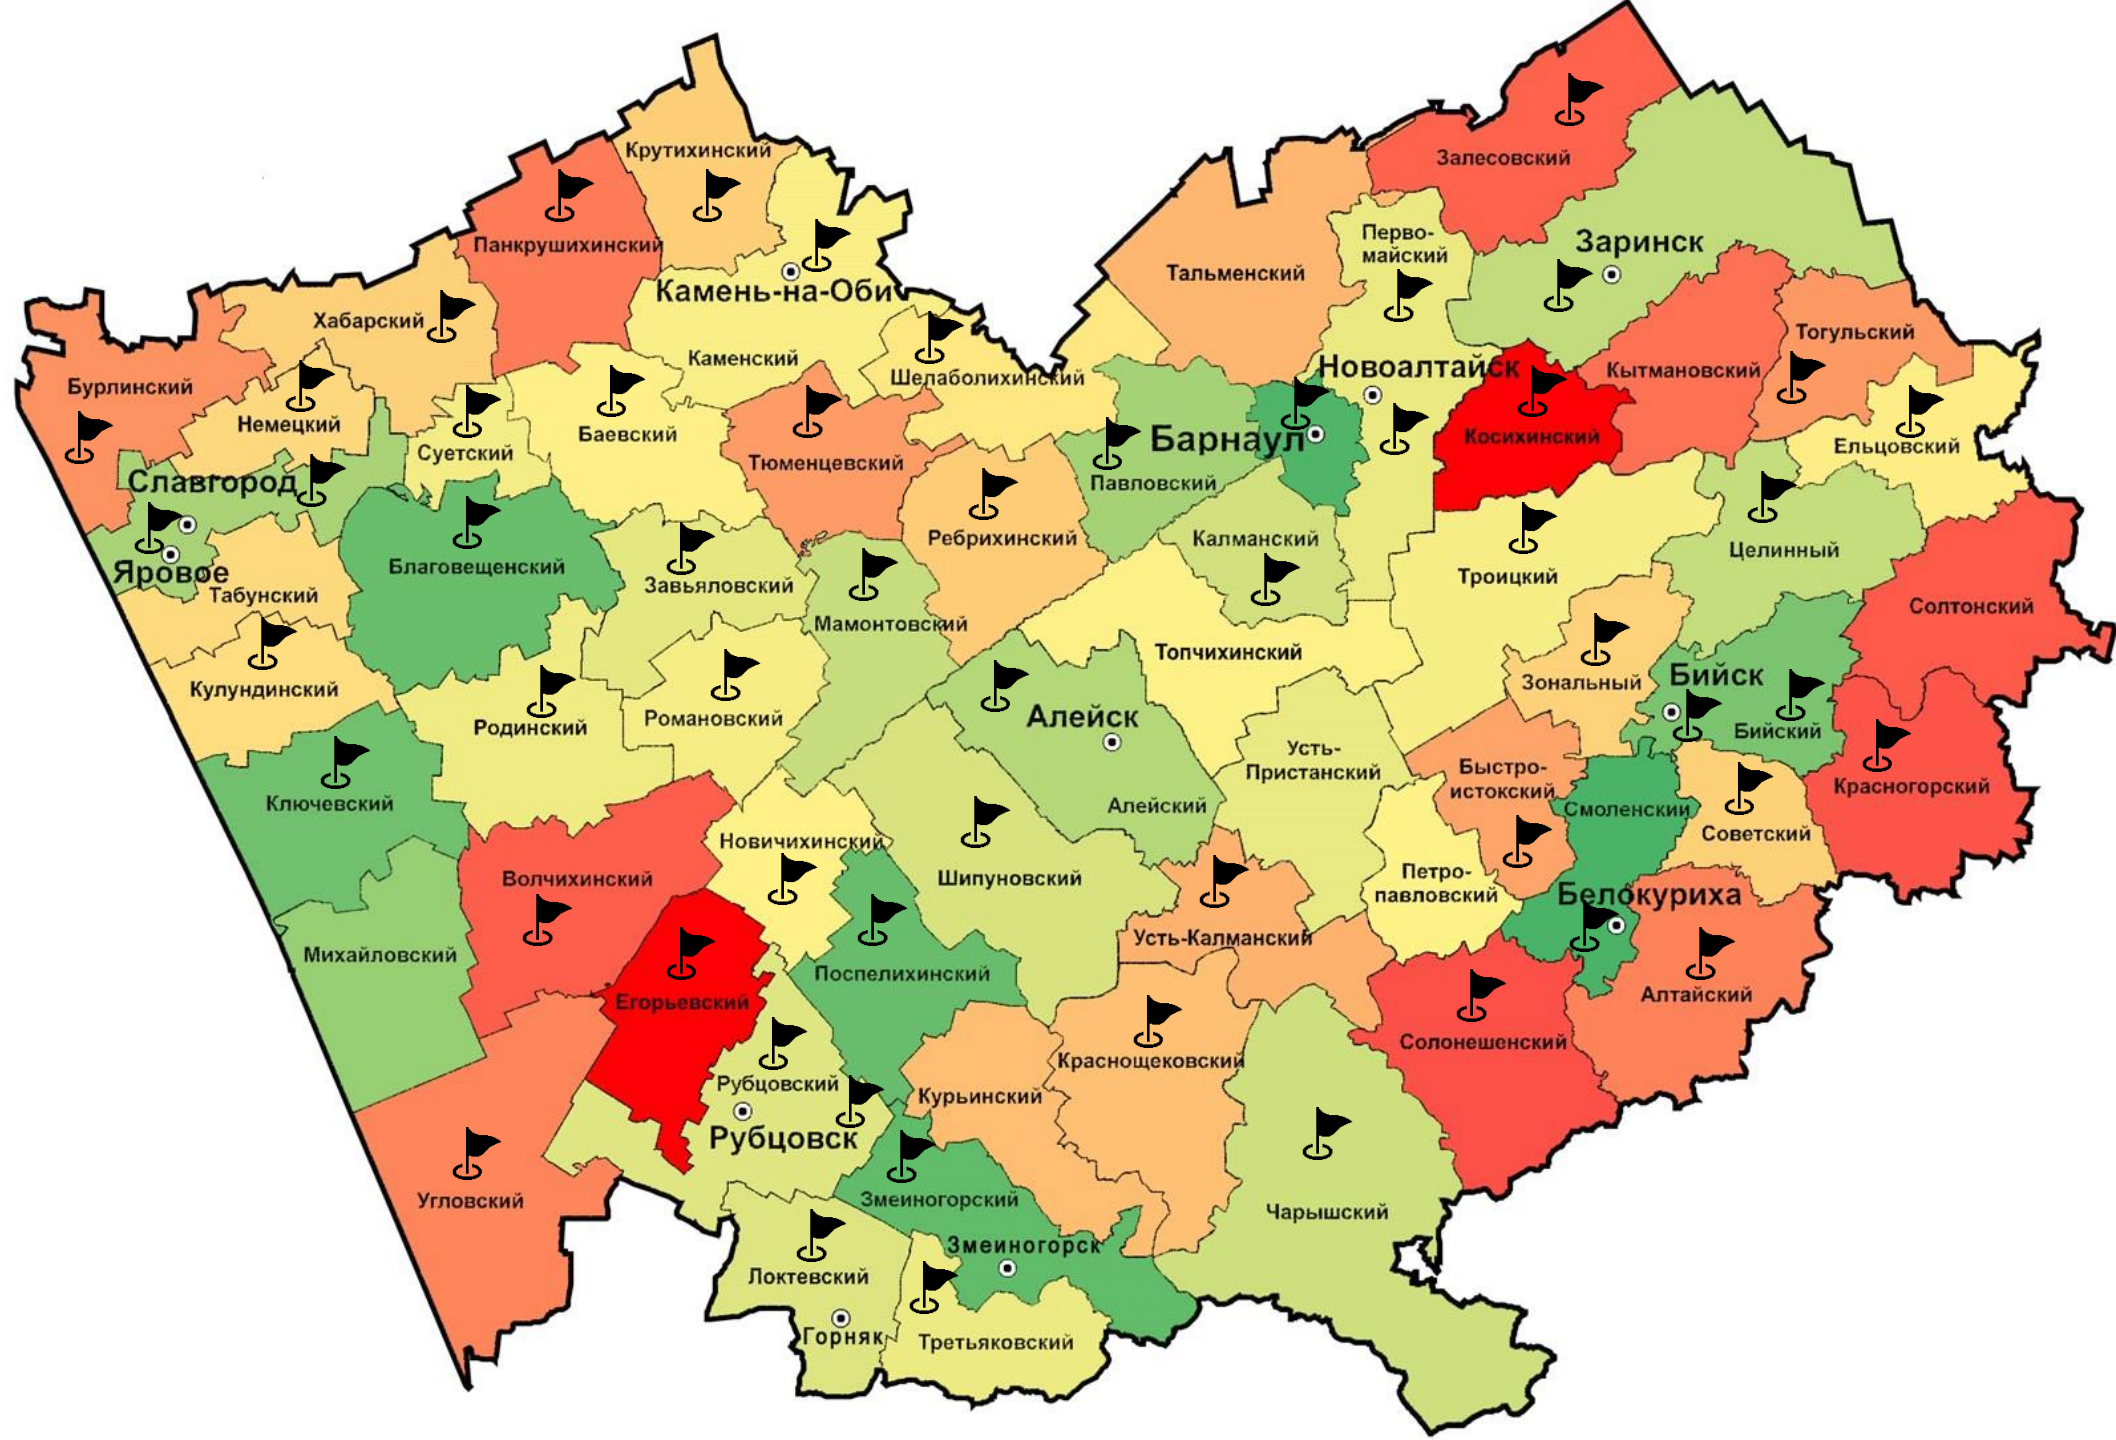 Крутихинский
Залесовский
Панкрушихинский
Перво-
майский
Заринск
Тальменский
Камень-на-Оби
Хабарский
Тогульский
Каменский
Новоалтайск
Кытмановский
Шелаболихинский
Бурлинский
Немецкий
Баевский
Барнаул
Косихинский
Ельцовский
Суетский
Тюменцевский
Славгород
Павловский
Ребрихинский
Калманский
Целинный
Благовещенский
Яровое
Завьяловский
Троицкий
Табунский
Солтонский
Мамонтовский
Топчихинский
Кулундинский
Зональный
Бийск
Родинский
Романовский
Алейск
Бийский
Усть-
Пристанский
Быстро-
истокский
Красногорский
Ключевский
Алейский
Смоленский
Советский
Новичихинский
Волчихинский
Шипуновский
Петро-
павловский
Белокуриха
Усть-Калманский
Михайловский
Поспелихинский
Алтайский
Егорьевский
Солонешенский
Краснощековский
Рубцовский
Курьинский
Рубцовск
Угловский
Змеиногорский
Чарышский
Змеиногорск
Локтевский
Горняк
Третьяковский